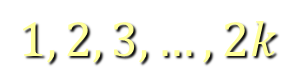 1, 2, 3, … , 2k